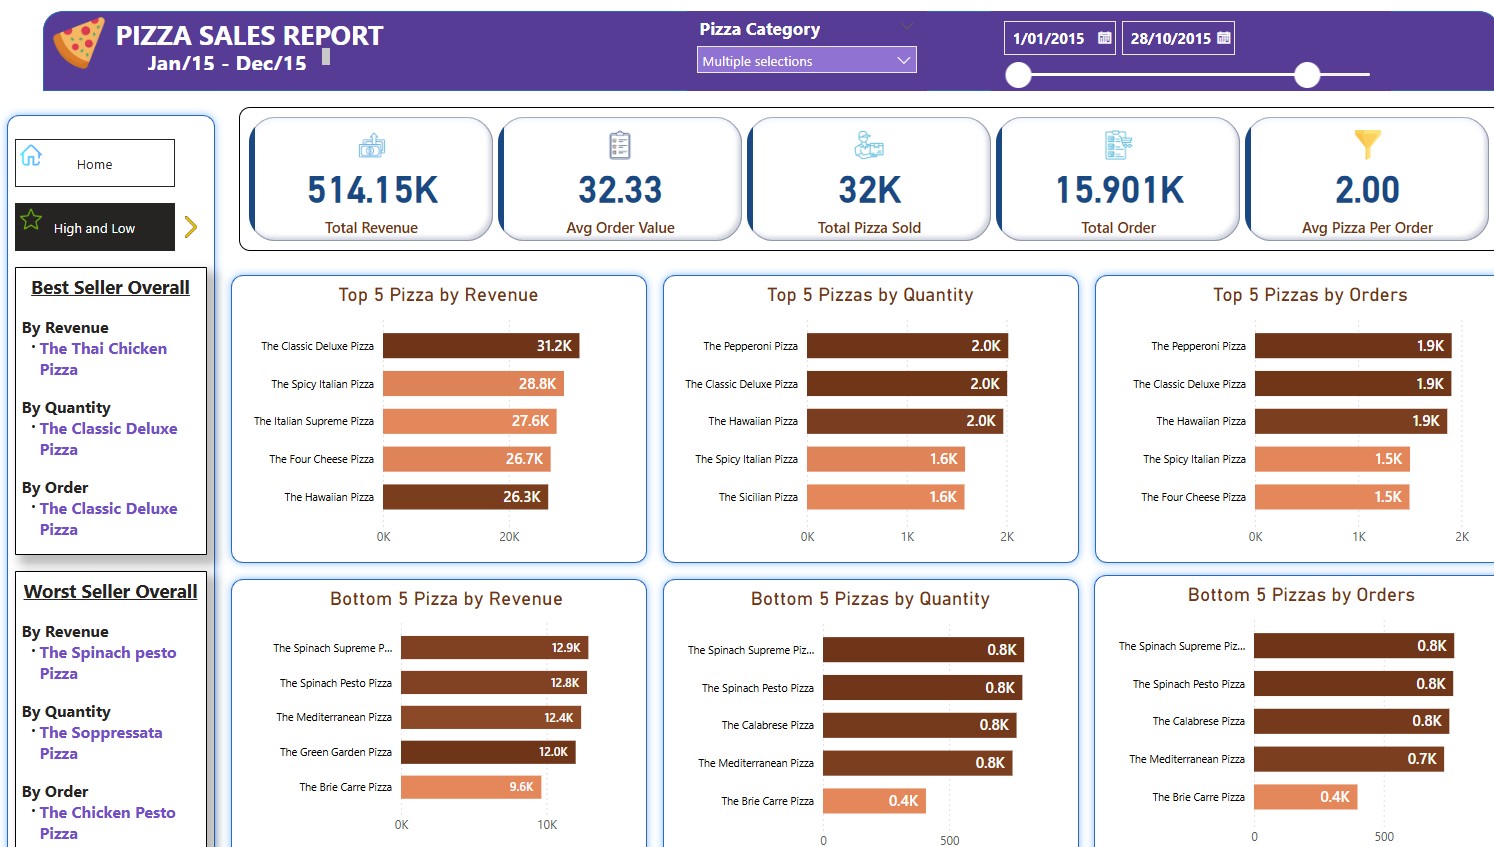 PIZZA SALES REPORT
Jan/15 - Dec/15
Pizza Category
Multiple selections
1/01/2015
28/10/2015
Home
High and Low
Best Seller Overall
By Revenue
· The Thai Chicken
Pizza
By Quantity
· The Classic Deluxe
Pizza
By Order
· The Classic Deluxe
Pizza
Worst Seller Overall
By Revenue
· The Spinach pesto
Pizza
By Quantity
· The Soppressata
Pizza
By Order
· The Chicken Pesto
Pizza
514.15K
Total Revenue
32.33
Avg Order Value
32K
Total Pizza Sold
15.901K
Total Order
2.00
Avg Pizza Per Order
Top 5 Pizza by Revenue
The Classic Deluxe Pizza 31.2K
The Spicy Italian Pizza 28.8K
The Italian Supreme Pizza 27.6K
The Four Cheese Pizza 26.7K
The Hawaiian Pizza 26.3K
0K 20K
Top 5 Pizzas by Quantity
The Pepperoni Pizza 2.0K
The Classic Deluxe Pizza 2.0K
The Hawaiian Pizza 2.0K
The Spicy Italian Pizza 1.6K
The Sicilian Pizza 1.6K
0K 1K 2K
Top 5 Pizzas by Orders
The Pepperoni Pizza 1.9K
The Classic Deluxe Pizza 1.9K
The Hawaiian Pizza 1.9K
The Spicy Italian Pizza 1.5K
The Four Cheese Pizza 1.5K
0K 1K 2K
Bottom 5 Pizza by Revenue
The Spinach Supreme P... 12.9K
The Spinach Pesto Pizza 12.8K
The Mediterranean Pizza 12.4K
The Green Garden Pizza 12.0K
The Brie Carre Pizza 9.6K
0K 10K
Bottom 5 Pizzas by Quantity
The Spinach Supreme Piz... 0.8K
The Spinach Pesto Pizza 0.8K
The Calabrese Pizza 0.8K
The Mediterranean Pizza 0.8K
The Brie Carre Pizza 0.4K
0 500
Bottom 5 Pizzas by Orders
The Spinach Supreme Piz... 0.8K
The Spinach Pesto Pizza 0.8K
The Calabrese Pizza 0.8K
The Mediterranean Pizza 0.7K
The Brie Carre Pizza 0.4K
0 500